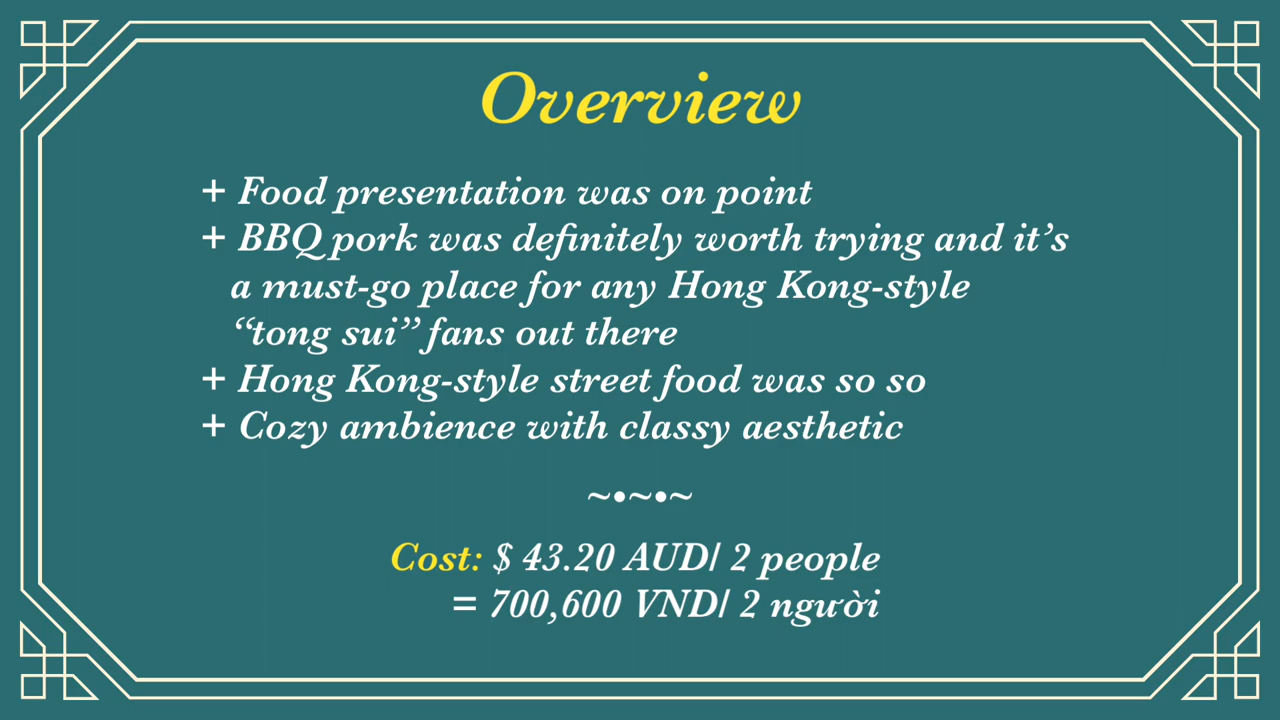 Overview
+ Food presentation was on point
+ BBQ pork was definitely worth trying and it's
a must-go place for any Hong Kong-style
“tong sui” fans out there
+ Hong Kong-style street food was so so
+ Cozy ambience with classy aesthetic
~•~•~
Cost: $ 43.20 AUD/ 2 people
= 700,600 VND/ 2 người